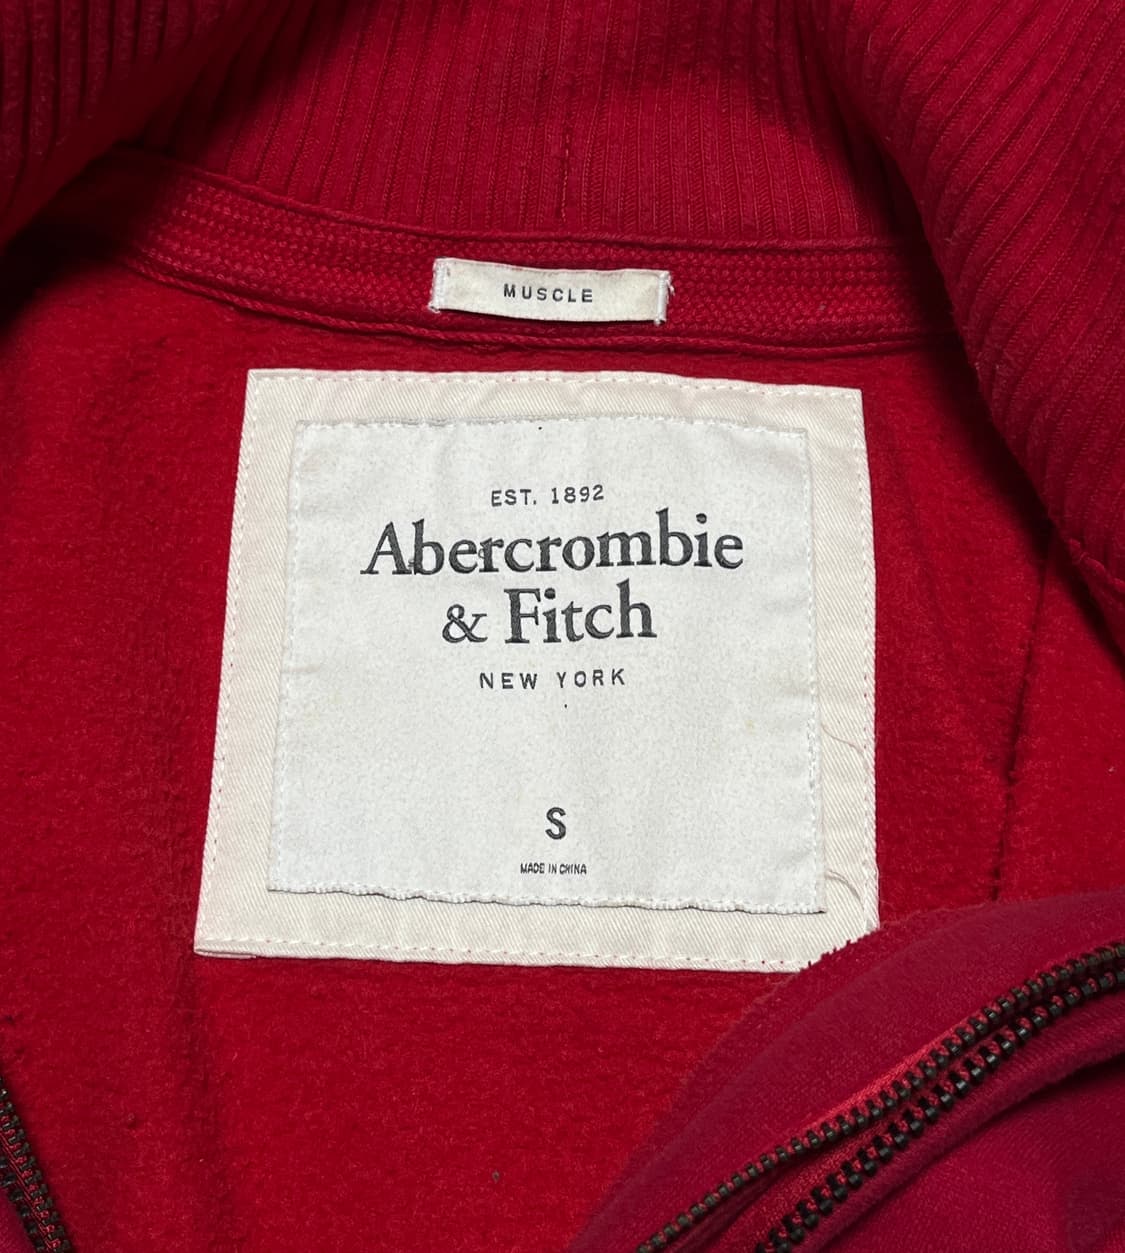 MUSCLE
EST. 1892
Abercrombie
& Fitch
NEW YORK
S
MADE IN CHINA